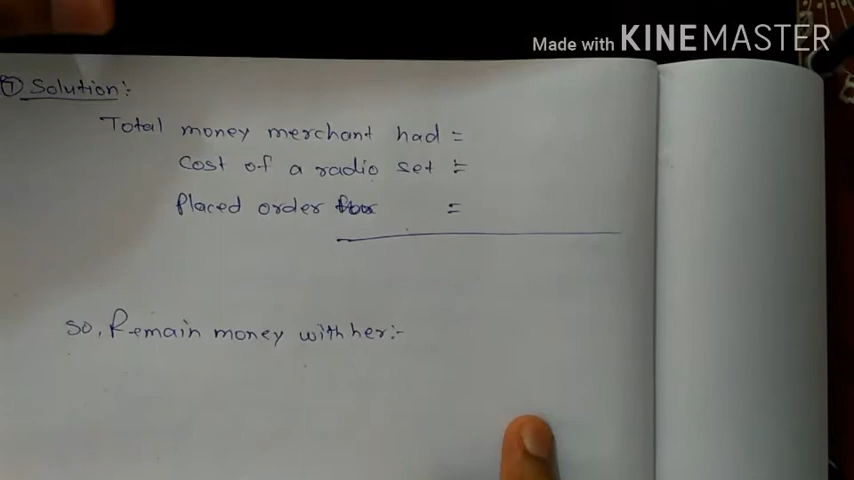 Made with KINEMASTER
⑦ Solution:
Total money merchant had =
Cost of a radio set =
Placed order =
So, Remain money with her:-